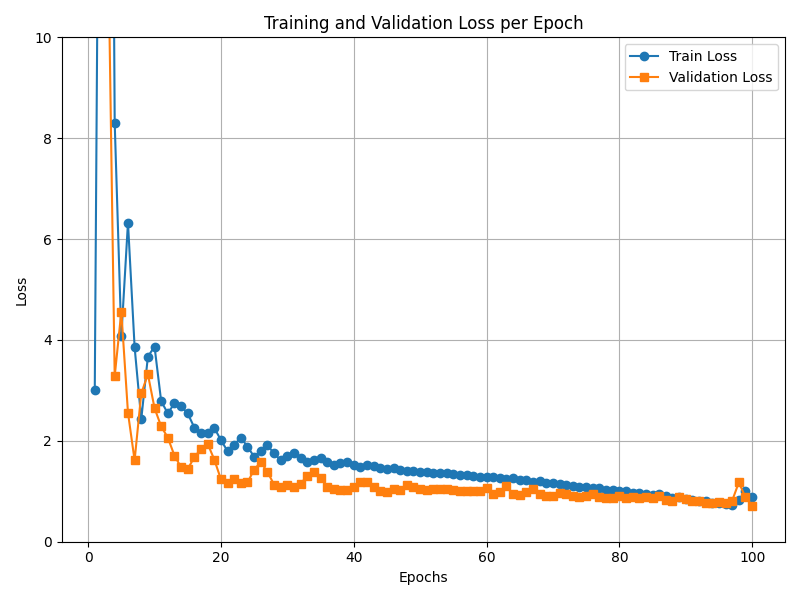 Training and Validation Loss per Epoch
Train Loss
Validation Loss
10
8
6
4
2
0
Loss
0 20 40 60 80 100
Epochs